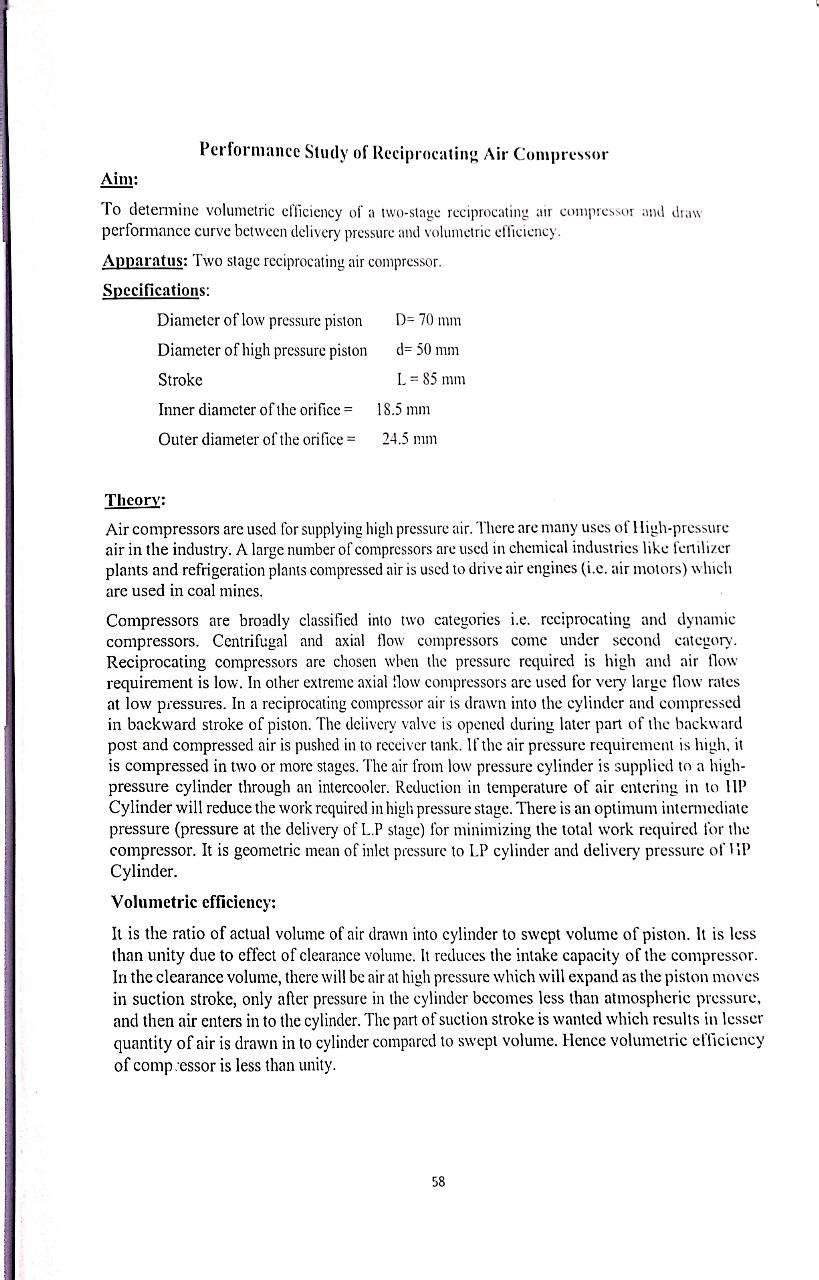 Performance Study of Reciprocating Air Compressor
Aim:
To determine volumetric efficiency of a two-stage reciprocating air compressor and draw
performance curve between delivery pressure and volumetric efficiency.
Apparatus: Two stage reciprocating air compressor.
Specifications:
Diameter of low pressure piston D= 70 mm
Diameter of high pressure piston d= 50 mm
Stroke L = 85 mm
Inner diameter of the orifice = 18.5 mm
Outer diameter of the orifice = 24.5 mm
Theory:
Air compressors are used for supplying high pressure air. There are many uses of High-pressure
air in the industry. A large number of compressors are used in chemical industries like fertilizer
plants and refrigeration plants compressed air is used to drive air engines (i.e. air motors) which
are used in coal mines.
Compressors are broadly classified into two categories i.e. reciprocating and dynamic
compressors. Centrifugal and axial flow compressors come under second category.
Reciprocating compressors are chosen when the pressure required is high and air flow
requirement is low. In other extreme axial flow compressors are used for very large flow rates
at low pressures. In a reciprocating compressor air is drawn into the cylinder and compressed
in backward stroke of piston. The delivery valve is opened during later part of the backward
post and compressed air is pushed in to receiver tank. If the air pressure requirement is high, it
is compressed in two or more stages. The air from low pressure cylinder is supplied to a high-
pressure cylinder through an intercooler. Reduction in temperature of air entering in to HP
Cylinder will reduce the work required in high pressure stage. There is an optimum intermediate
pressure (pressure at the delivery of L.P stage) for minimizing the total work required for the
compressor. It is geometric mean of inlet pressure to LP cylinder and delivery pressure of HP
Cylinder.
Volumetric efficiency:
It is the ratio of actual volume of air drawn into cylinder to swept volume of piston. It is less
than unity due to effect of clearance volume. It reduces the intake capacity of the compressor.
In the clearance volume, there will be air at high pressure which will expand as the piston moves
in suction stroke, only after pressure in the cylinder becomes less than atmospheric pressure,
and then air enters in to the cylinder. The part of suction stroke is wanted which results in lesser
quantity of air is drawn in to cylinder compared to swept volume. Hence volumetric efficiency
of compressor is less than unity.
58